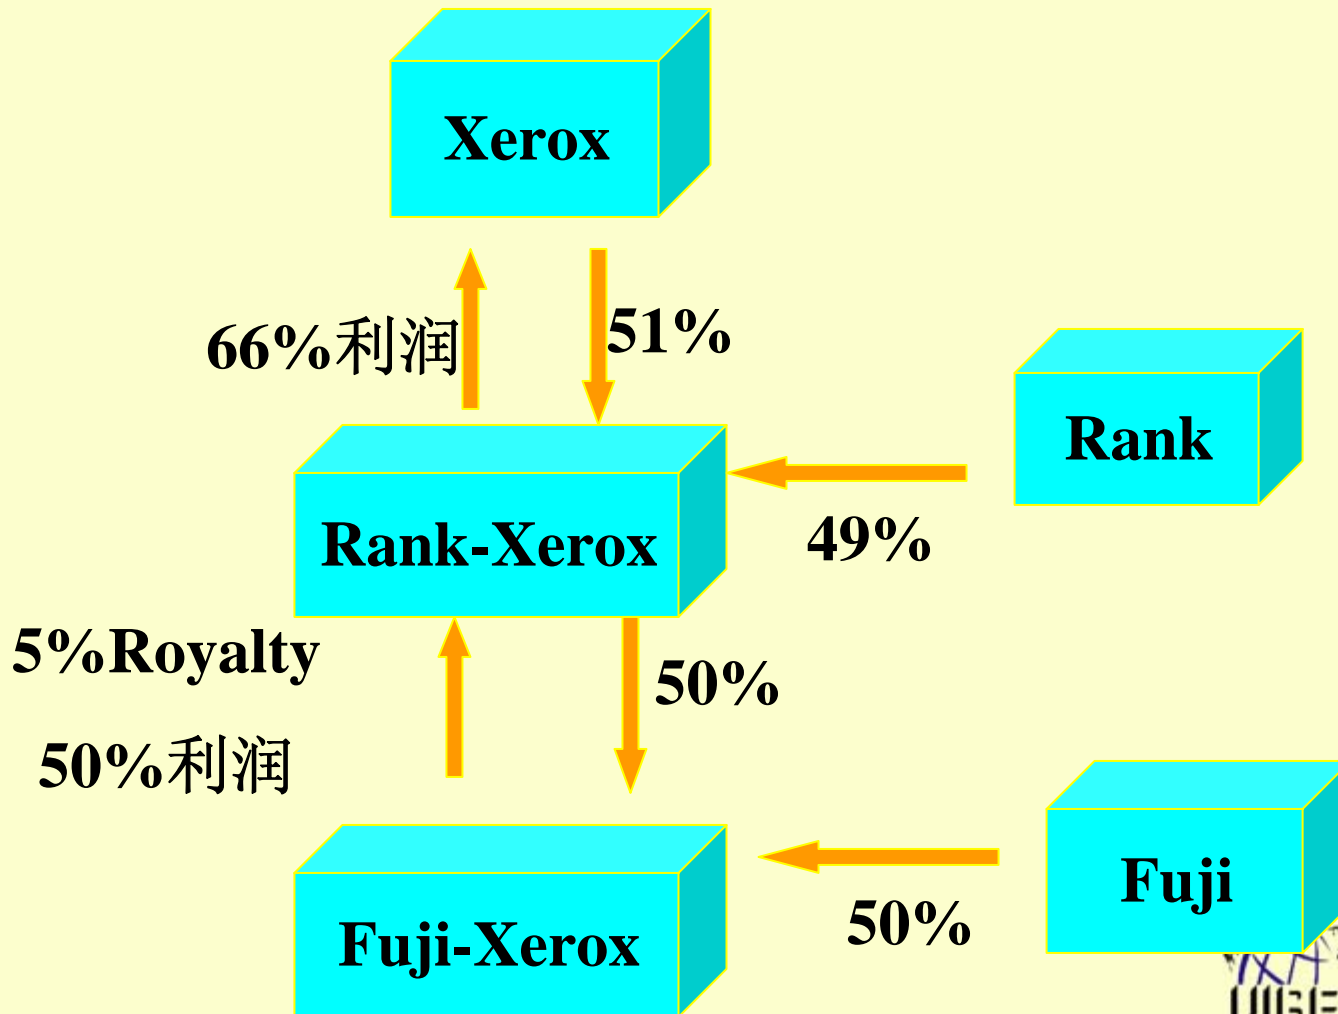 Xerox
66%利润
51%
Rank
49%
Rank-Xerox
5%Royalty
50%
50%利润
Fuji
50%
Fuji-Xerox